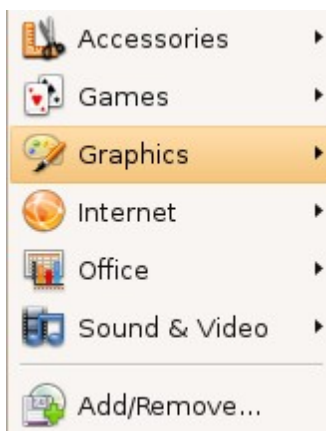 Accessories
Games
Graphics
Internet
Office
Sound & Video
Add/Remove...